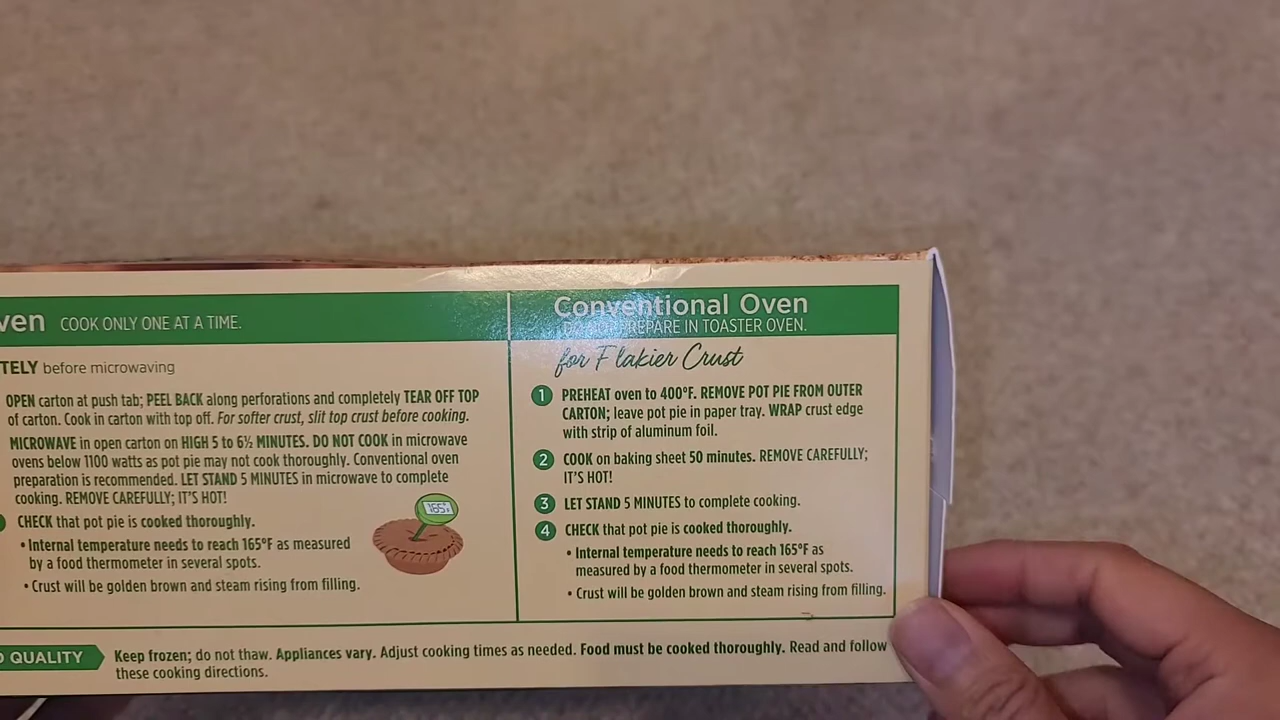 ven COOK ONLY ONE AT A TIME.
TELY before microwaving
OPEN carton at push tab; PEEL BACK along perforations and completely TEAR OFF TOP
of carton. Cook in carton with top off. For softer crust, slit top crust before cooking.
MICROWAVE in open carton on HIGH 5 to 6½ MINUTES. DO NOT COOK in microwave
ovens below 1100 watts as pot pie may not cook thoroughly. Conventional oven
preparation is recommended. LET STAND 5 MINUTES in microwave to complete
cooking. REMOVE CAREFULLY; IT'S HOT!
CHECK that pot pie is cooked thoroughly.
• Internal temperature needs to reach 165°F as measured
by a food thermometer in several spots.
• Crust will be golden brown and steam rising from filling.
165°
Conventional Oven
DO NOT PREPARE IN TOASTER OVEN.
for Flakier Crust
1 PREHEAT oven to 400°F. REMOVE POT PIE FROM OUTER
CARTON; leave pot pie in paper tray. WRAP crust edge
with strip of aluminum foil.
2 COOK on baking sheet 50 minutes. REMOVE CAREFULLY;
IT'S HOT!
3 LET STAND 5 MINUTES to complete cooking.
4 CHECK that pot pie is cooked thoroughly.
• Internal temperature needs to reach 165°F as
measured by a food thermometer in several spots.
• Crust will be golden brown and steam rising from filling.
QUALITY
Keep frozen; do not thaw. Appliances vary. Adjust cooking times as needed. Food must be cooked thoroughly. Read and follow
these cooking directions.